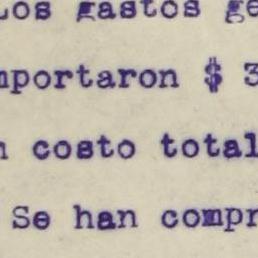 Los gastos ge
mportaron $ 3
n costo total
Se han compr